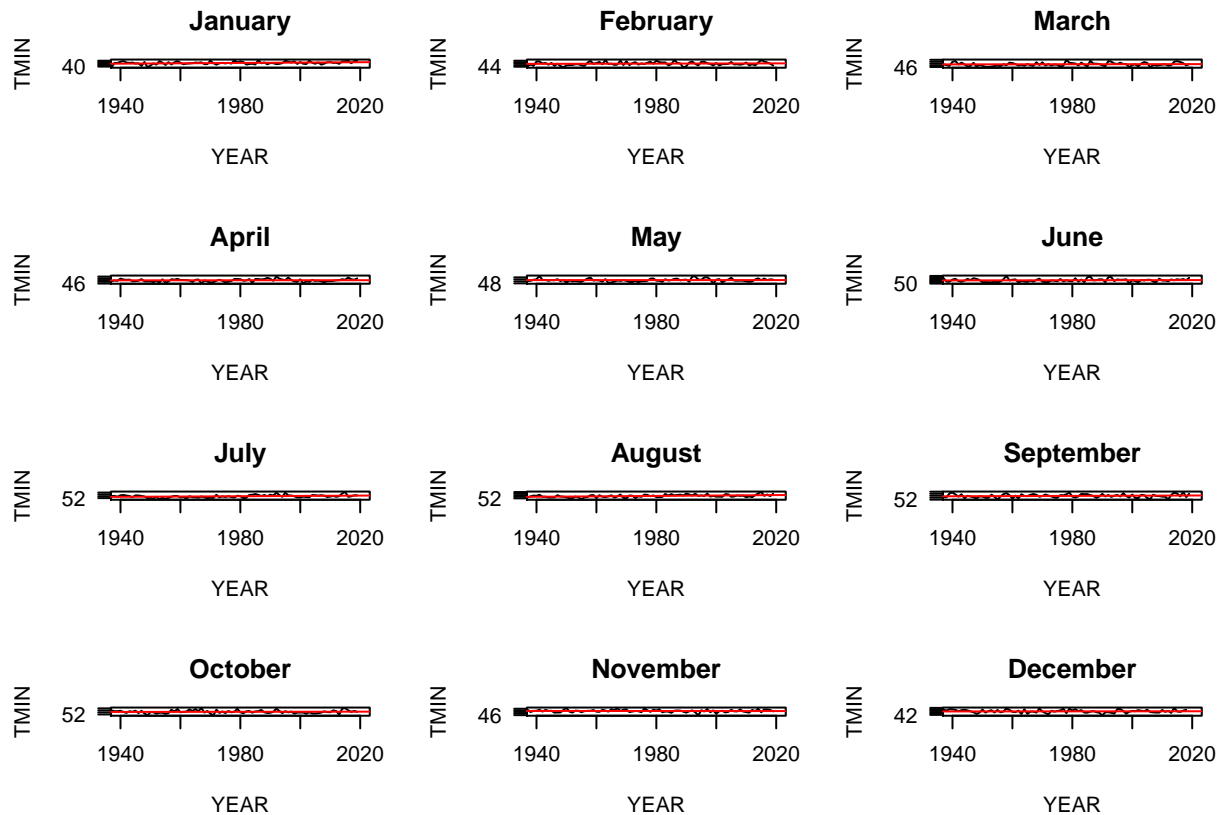 January
TMIN
40
1940 1980 2020
YEAR
February
TMIN
44
1940 1980 2020
YEAR
March
TMIN
46
1940 1980 2020
YEAR
April
TMIN
46
1940 1980 2020
YEAR
May
TMIN
48
1940 1980 2020
YEAR
June
TMIN
50
1940 1980 2020
YEAR
July
TMIN
52
1940 1980 2020
YEAR
August
TMIN
52
1940 1980 2020
YEAR
September
TMIN
52
1940 1980 2020
YEAR
October
TMIN
52
1940 1980 2020
YEAR
November
TMIN
46
1940 1980 2020
YEAR
December
TMIN
42
1940 1980 2020
YEAR